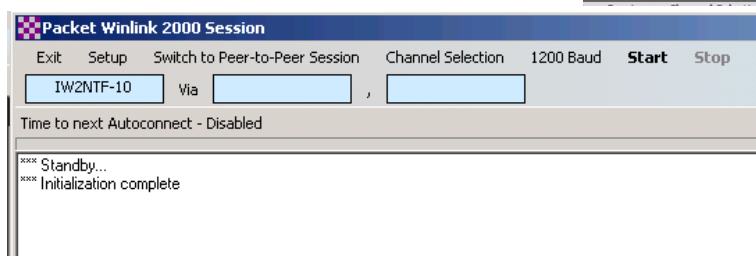 Packet Winlink 2000 Session
Exit Setup Switch to Peer-to-Peer Session Channel Selection 1200 Baud Start Stop
IW2NTF-10 Via ,
Time to next Autoconnect - Disabled
*** Standby...
*** Initialization complete